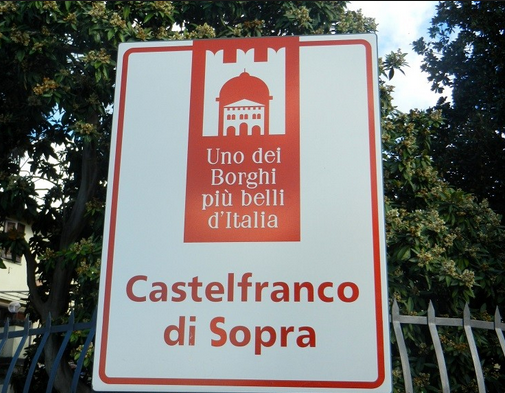 Uno dei
Borghi
più belli
d'Italia
Castelfranco
di Sopra